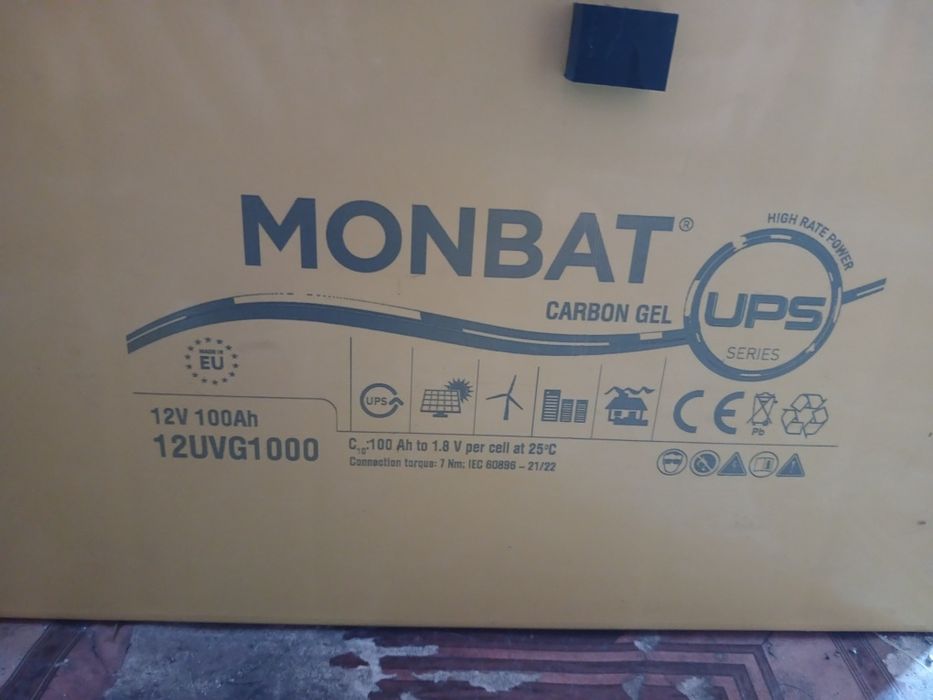 MONBAT®
HIGH RATE POWER
CARBON GEL
UPS
SERIES
MADE IN
EU
UPS
CE
Pb
12V 100Ah
12UVG1000
C10:100 Ah to 1.8 V per cell at 25°C
Connection torque: 7 Nm; IEC 60896 – 21/22